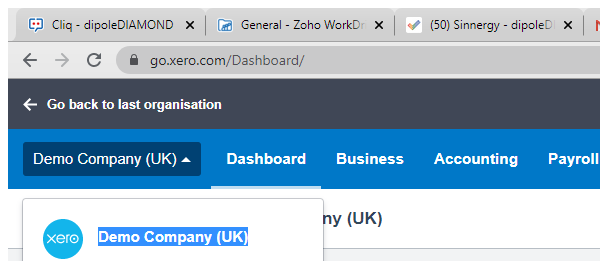 Cliq - dipoleDIAMOND
General - Zoho WorkDr
(50) Sinnergy - dipoleD
go.xero.com/Dashboard/
Go back to last organisation
Demo Company (UK) Dashboard Business Accounting Payroll
ny (UK)
xero Demo Company (UK)